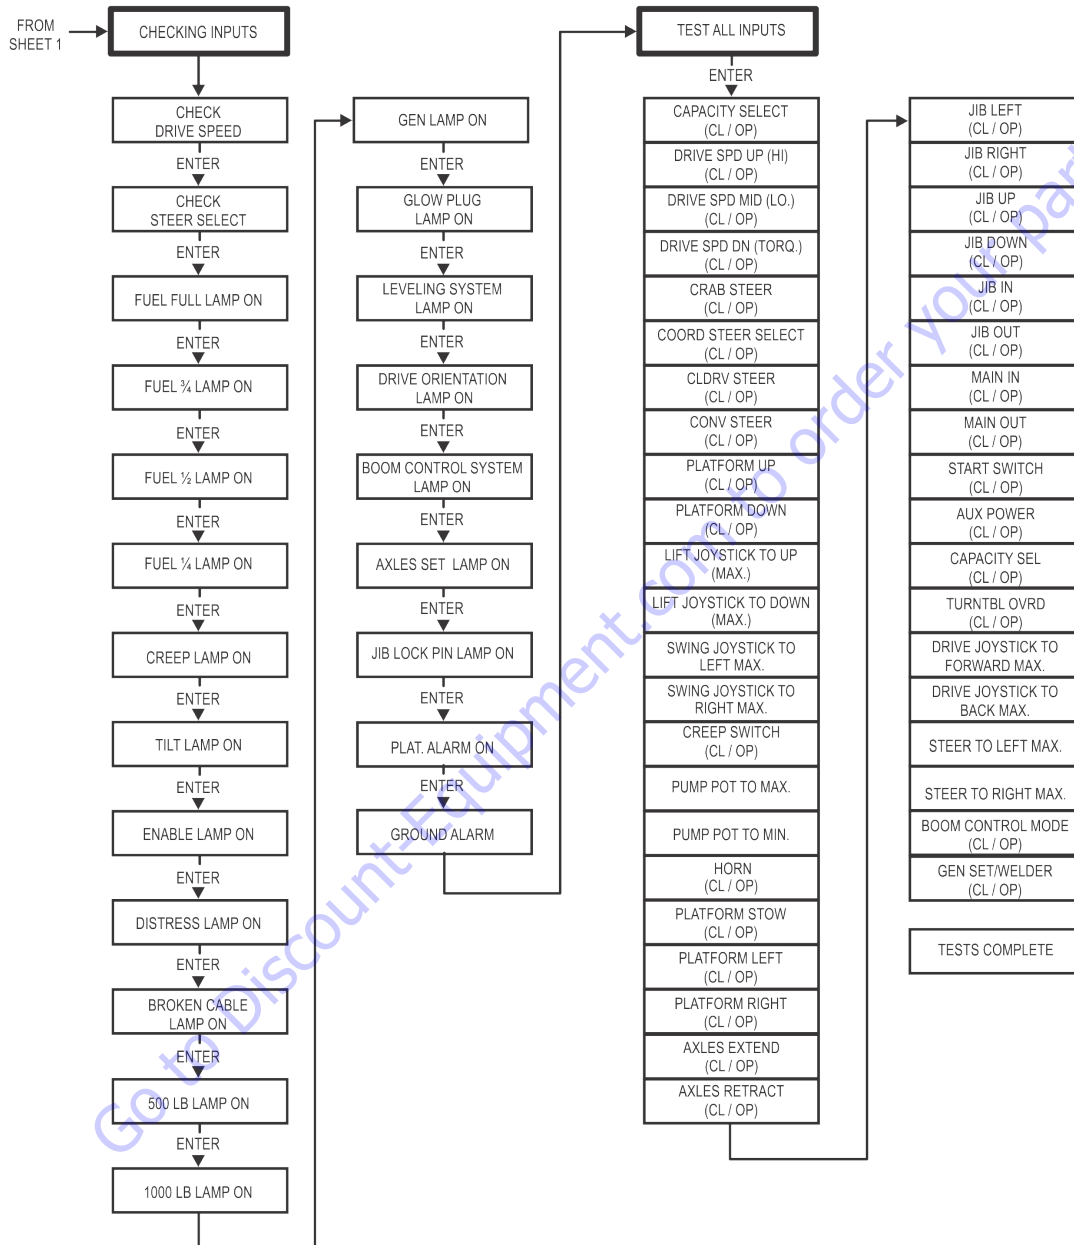 FROM
SHEET 1
CHECKING INPUTS
CHECK
DRIVE SPEED
ENTER
CHECK
STEER SELECT
ENTER
FUEL FULL LAMP ON
ENTER
FUEL ¾ LAMP ON
ENTER
FUEL ½ LAMP ON
ENTER
FUEL ¼ LAMP ON
ENTER
CREEP LAMP ON
ENTER
TILT LAMP ON
ENTER
ENABLE LAMP ON
ENTER
DISTRESS LAMP ON
ENTER
BROKEN CABLE
LAMP ON
ENTER
500 LB LAMP ON
ENTER
1000 LB LAMP ON
GEN LAMP ON
ENTER
GLOW PLUG
LAMP ON
ENTER
LEVELING SYSTEM
LAMP ON
ENTER
DRIVE ORIENTATION
LAMP ON
ENTER
BOOM CONTROL SYSTEM
LAMP ON
ENTER
AXLES SET LAMP ON
ENTER
JIB LOCK PIN LAMP ON
ENTER
PLAT. ALARM ON
ENTER
GROUND ALARM
TEST ALL INPUTS
ENTER
CAPACITY SELECT
(CL / OP)
DRIVE SPD UP (HI)
(CL / OP)
DRIVE SPD MID (LO.)
(CL / OP)
DRIVE SPD DN (TORQ.)
(CL / OP)
CRAB STEER
(CL / OP)
COORD STEER SELECT
(CL / OP)
CLDRV STEER
(CL / OP)
CONV STEER
(CL / OP)
PLATFORM UP
(CL / OP)
PLATFORM DOWN
(CL / OP)
LIFT JOYSTICK TO UP
(MAX.)
LIFT JOYSTICK TO DOWN
(MAX.)
SWING JOYSTICK TO
LEFT MAX.
SWING JOYSTICK TO
RIGHT MAX.
CREEP SWITCH
(CL / OP)
PUMP POT TO MAX.
PUMP POT TO MIN.
HORN
(CL / OP)
PLATFORM STOW
(CL / OP)
PLATFORM LEFT
(CL / OP)
PLATFORM RIGHT
(CL / OP)
AXLES EXTEND
(CL / OP)
AXLES RETRACT
(CL / OP)
JIB LEFT
(CL / OP)
JIB RIGHT
(CL / OP)
JIB UP
(CL / OP)
JIB DOWN
(CL / OP)
JIB IN
(CL / OP)
JIB OUT
(CL / OP)
MAIN IN
(CL / OP)
MAIN OUT
(CL / OP)
START SWITCH
(CL / OP)
AUX POWER
(CL / OP)
CAPACITY SEL
(CL / OP)
TURNTBL OVRD
(CL / OP)
DRIVE JOYSTICK TO
FORWARD MAX.
DRIVE JOYSTICK TO
BACK MAX.
STEER TO LEFT MAX.
STEER TO RIGHT MAX.
BOOM CONTROL MODE
(CL / OP)
GEN SET/WELDER
(CL / OP)
TESTS COMPLETE
Go to Discount-Equipment.com to order your